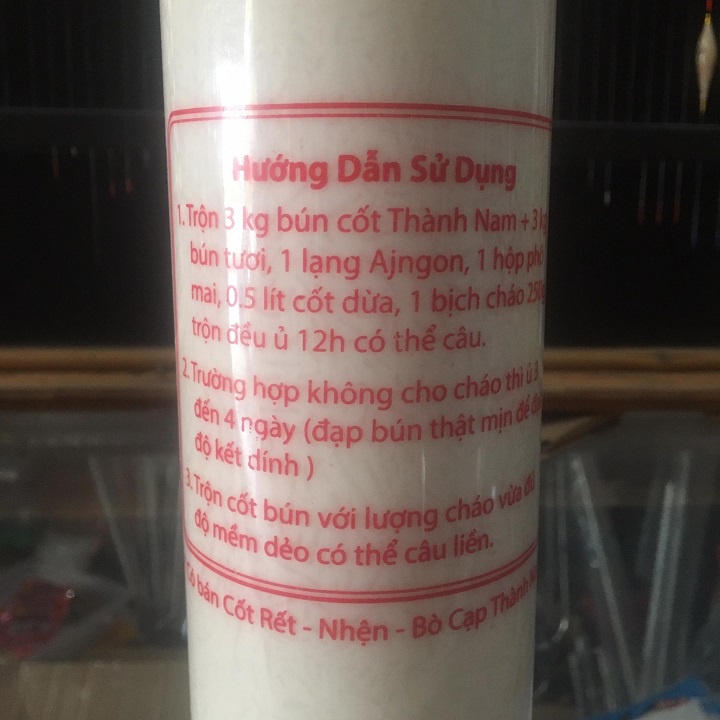 Hướng Dẫn Sử Dụng
1. Trộn 3 kg bún cốt Thành Nam + 3 kg
bún tươi, 1 lạng Ajngon, 1 hộp phô
mai, 0.5 lít cốt dừa, 1 bịch cháo 250g
trộn đều ủ 12h có thể câu.
2. Trường hợp không cho cháo thì ủ 3
đến 4 ngày (đạp bún thật mịn để
độ kết dính )
3. Trộn cốt bún với lượng cháo vừa đủ
độ mềm dẻo có thể câu liền.
Có bán Cốt Rết - Nhện - Bò Cạp Thành